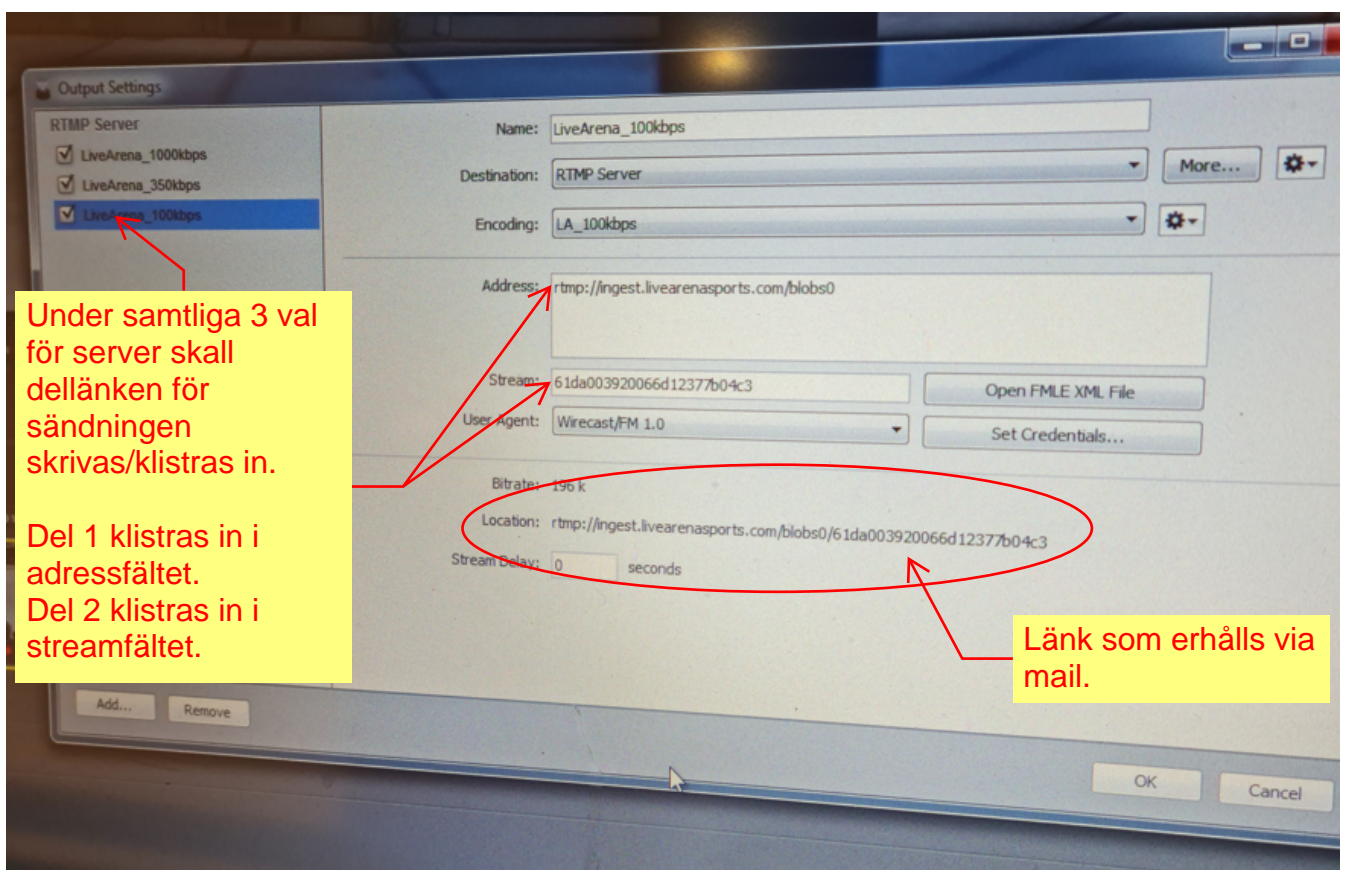 Output Settings
RTMP Server
LiveArena_1000kbps
LiveArena_350kbps
LiveArena_100kbps
Name: LiveArena_100kbps
Destination: RTMP Server
More...
Encoding: LA_100kbps
Address: rtmp://ingest.livearenasports.com/blobs0
Stream: 61da003920066d12377b04c3
Open FMLE XML File
User Agent: Wirecast/FM 1.0
Set Credentials...
Bitrate: 196 k
Location: rtmp://ingest.livearenasports.com/blobs0/61da003920066d12377b04c3
Stream Delay: 0 seconds
Under samtliga 3 val
för server skall
dellänken för
sändningen
skrivas/klistras in.
Del 1 klistras in i
adressfältet.
Del 2 klistras in i
streamfältet.
Länk som erhålls via
mail.
Add...
Remove
OK
Cancel